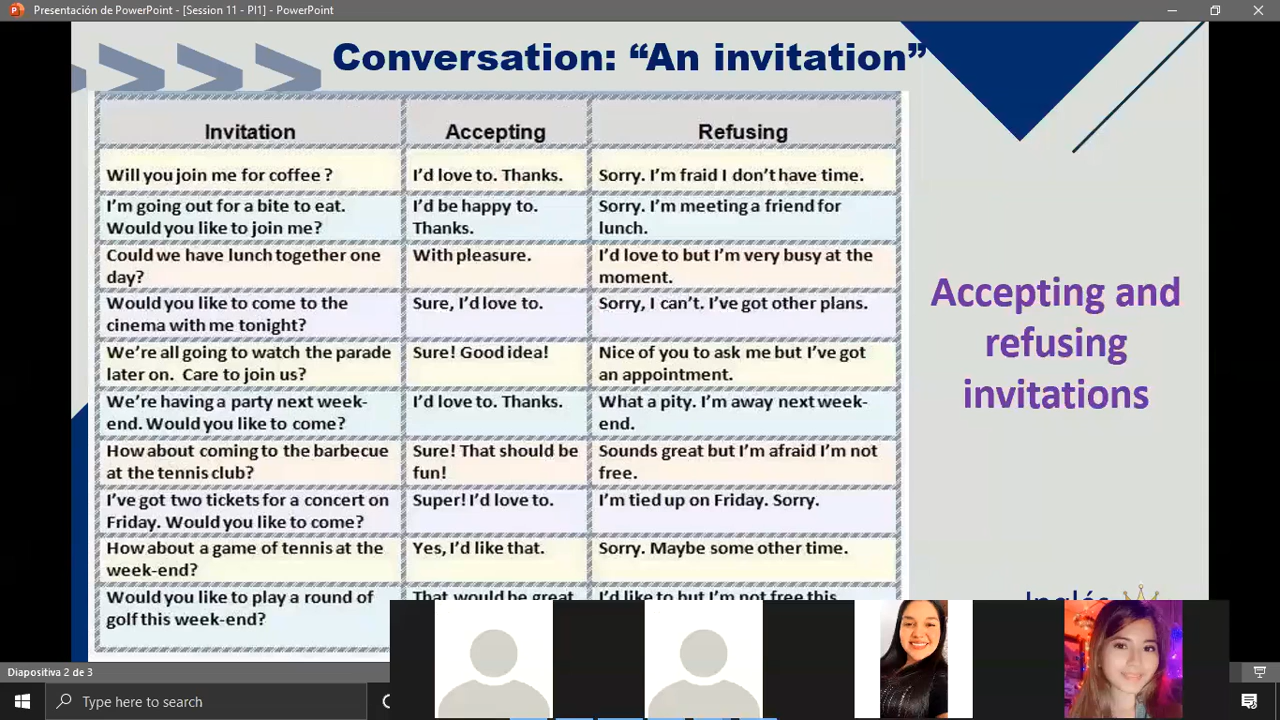 Presentación de PowerPoint - [Session 11 - PI1] - PowerPoint
Conversation: “An invitation”
Invitation
Accepting
Refusing
Will you join me for coffee ?
I’d love to. Thanks.
Sorry. I’m fraid I don’t have time.
I’m going out for a bite to eat.
Would you like to join me?
I’d be happy to.
Thanks.
Sorry. I’m meeting a friend for
lunch.
Could we have lunch together one
day?
With pleasure.
I’d love to but I’m very busy at the
moment.
Would you like to come to the
cinema with me tonight?
Sure, I’d love to.
Sorry, I can’t. I’ve got other plans.
We’re all going to watch the parade
later on. Care to join us?
Sure! Good idea!
Nice of you to ask me but I’ve got
an appointment.
We’re having a party next week-
end. Would you like to come?
I’d love to. Thanks.
What a pity. I’m away next week-
end.
How about coming to the barbecue
at the tennis club?
Sure! That should be
fun!
Sounds great but I’m afraid I’m not
free.
I’ve got two tickets for a concert on
Friday. Would you like to come?
Super! I’d love to.
I’m tied up on Friday. Sorry.
How about a game of tennis at the
week-end?
Yes, I’d like that.
Sorry. Maybe some other time.
Would you like to play a round of
golf this week-end?
That would be great
I’d like to but I’m not free this
Accepting and
refusing
invitations
Inglés
Diapositiva 2 de 3
Type here to search